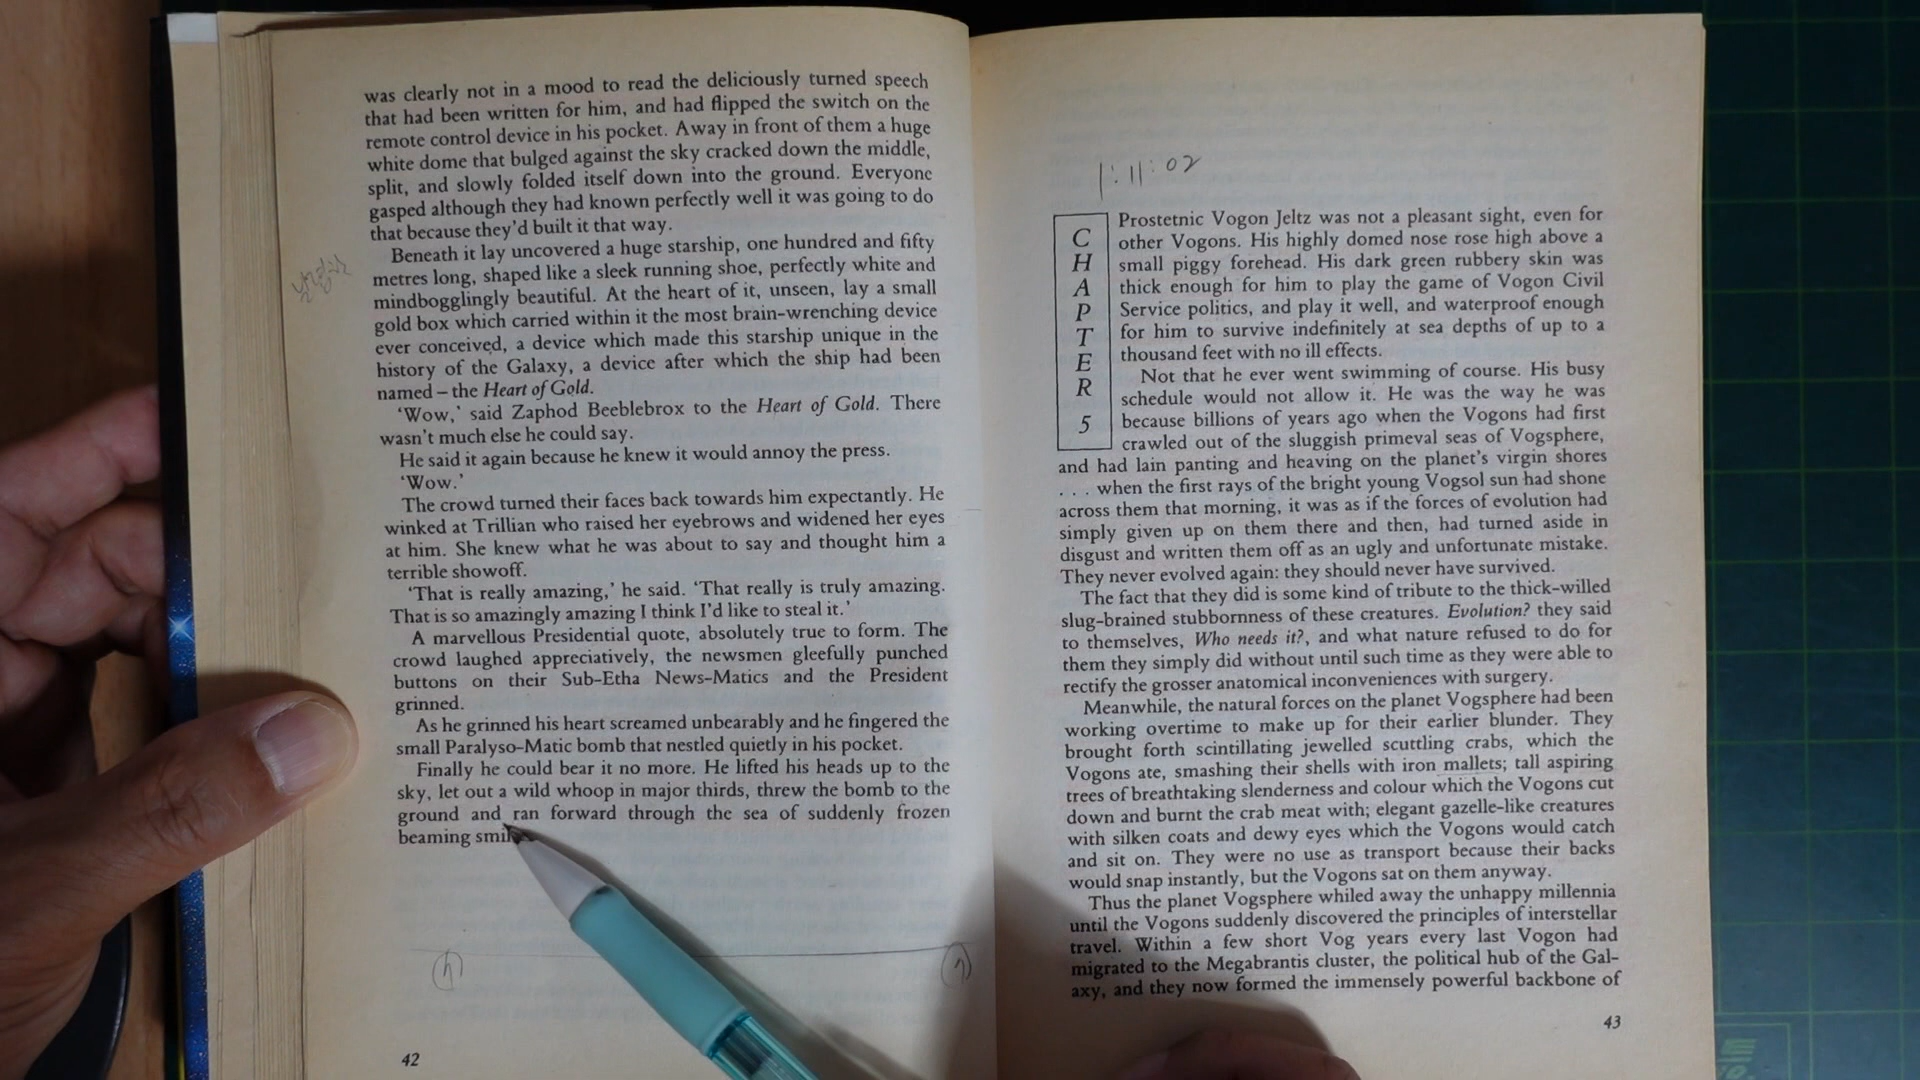 was clearly not in a mood to read the deliciously turned speech
that had been written for him, and had flipped the switch on the
remote control device in his pocket. Away in front of them a huge
white dome that bulged against the sky cracked down the middle,
split, and slowly folded itself down into the ground. Everyone
gasped although they had known perfectly well it was going to do
that because they'd built it that way.
Beneath it lay uncovered a huge starship, one hundred and fifty
metres long, shaped like a sleek running shoe, perfectly white and
mindbogglingly beautiful. At the heart of it, unseen, lay a small
gold box which carried within it the most brain-wrenching device
ever conceived, a device which made this starship unique in the
history of the Galaxy, a device after which the ship had been
named – the Heart of Gold.
‘Wow,’ said Zaphod Beeblebrox to the Heart of Gold. There
wasn't much else he could say.
He said it again because he knew it would annoy the press.
‘Wow.’
The crowd turned their faces back towards him expectantly. He
winked at Trillian who raised her eyebrows and widened her eyes
at him. She knew what he was about to say and thought him a
terrible showoff.
‘That is really amazing,’ he said. ‘That really is truly amazing.
That is so amazingly amazing I think I’d like to steal it.’
A marvellous Presidential quote, absolutely true to form. The
crowd laughed appreciatively, the newsmen gleefully punched
buttons on their Sub-Etha News-Matics and the President
grinned.
As he grinned his heart screamed unbearably and he fingered the
small Paralyso-Matic bomb that nestled quietly in his pocket.
Finally he could bear it no more. He lifted his heads up to the
sky, let out a wild whoop in major thirds, threw the bomb to the
ground and ran forward through the sea of suddenly frozen
beaming
42
1:11:02
CHAPTER 5
Prostetnic Vogon Jeltz was not a pleasant sight, even for
other Vogons. His highly domed nose rose high above a
small piggy forehead. His dark green rubbery skin was
thick enough for him to play the game of Vogon Civil
Service politics, and play it well, and waterproof enough
for him to survive indefinitely at sea depths of up to a
thousand feet with no ill effects.
Not that he ever went swimming of course. His busy
schedule would not allow it. He was the way he was
because billions of years ago when the Vogons had first
crawled out of the sluggish primeval seas of Vogsphere,
and had lain panting and heaving on the planet's virgin shores
. . . when the first rays of the bright young Vogsol sun had shone
across them that morning, it was as if the forces of evolution had
simply given up on them there and then, had turned aside in
disgust and written them off as an ugly and unfortunate mistake.
They never evolved again: they should never have survived.
The fact that they did is some kind of tribute to the thick-willed
slug-brained stubbornness of these creatures. Evolution? they said
to themselves, Who needs it?, and what nature refused to do for
them they simply did without until such time as they were able to
rectify the grosser anatomical inconveniences with surgery.
Meanwhile, the natural forces on the planet Vogsphere had been
working overtime to make up for their earlier blunder. They
brought forth scintillating jewelled scuttling crabs, which the
Vogons ate, smashing their shells with iron mallets; tall aspiring
trees of breathtaking slenderness and colour which the Vogons cut
down and burnt the crab meat with; elegant gazelle-like creatures
with silken coats and dewy eyes which the Vogons would catch
and sit on. They were no use as transport because their backs
would snap instantly, but the Vogons sat on them anyway.
Thus the planet Vogsphere whiled away the unhappy millennia
until the Vogons suddenly discovered the principles of interstellar
travel. Within a few short Vog years every last Vogon had
migrated to the Megabrantis cluster, the political hub of the Gal-
axy, and they now formed the immensely powerful backbone of
43